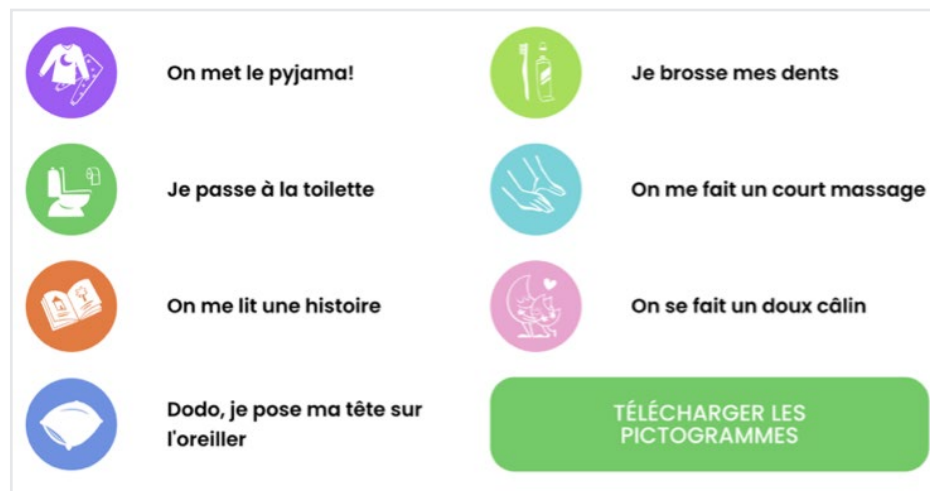 On met le pyjama!
Je brosse mes dents
Je passe à la toilette
On me fait un court massage
On me lit une histoire
On se fait un doux câlin
Dodo, je pose ma tête sur
l'oreiller
TÉLÉCHARGER LES
PICTOGRAMMES